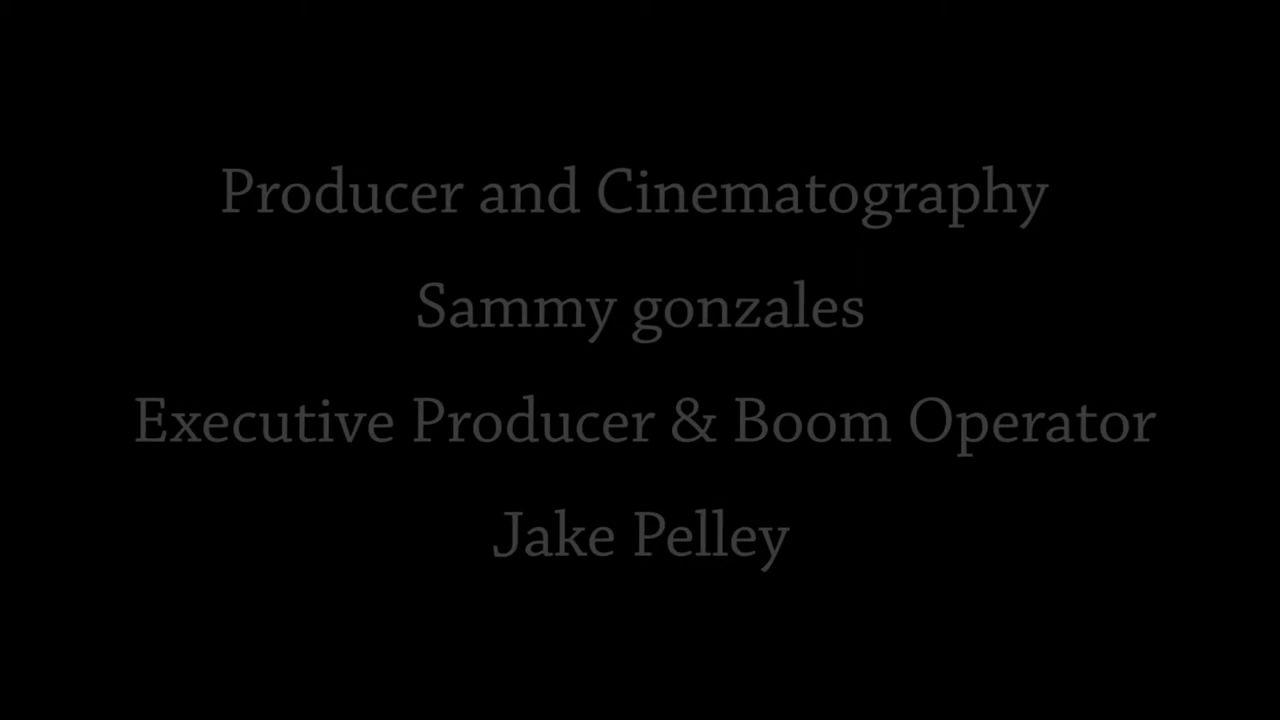 Producer and Cinematography
Sammy gonzales
Executive Producer & Boom Operator
Jake Pelley